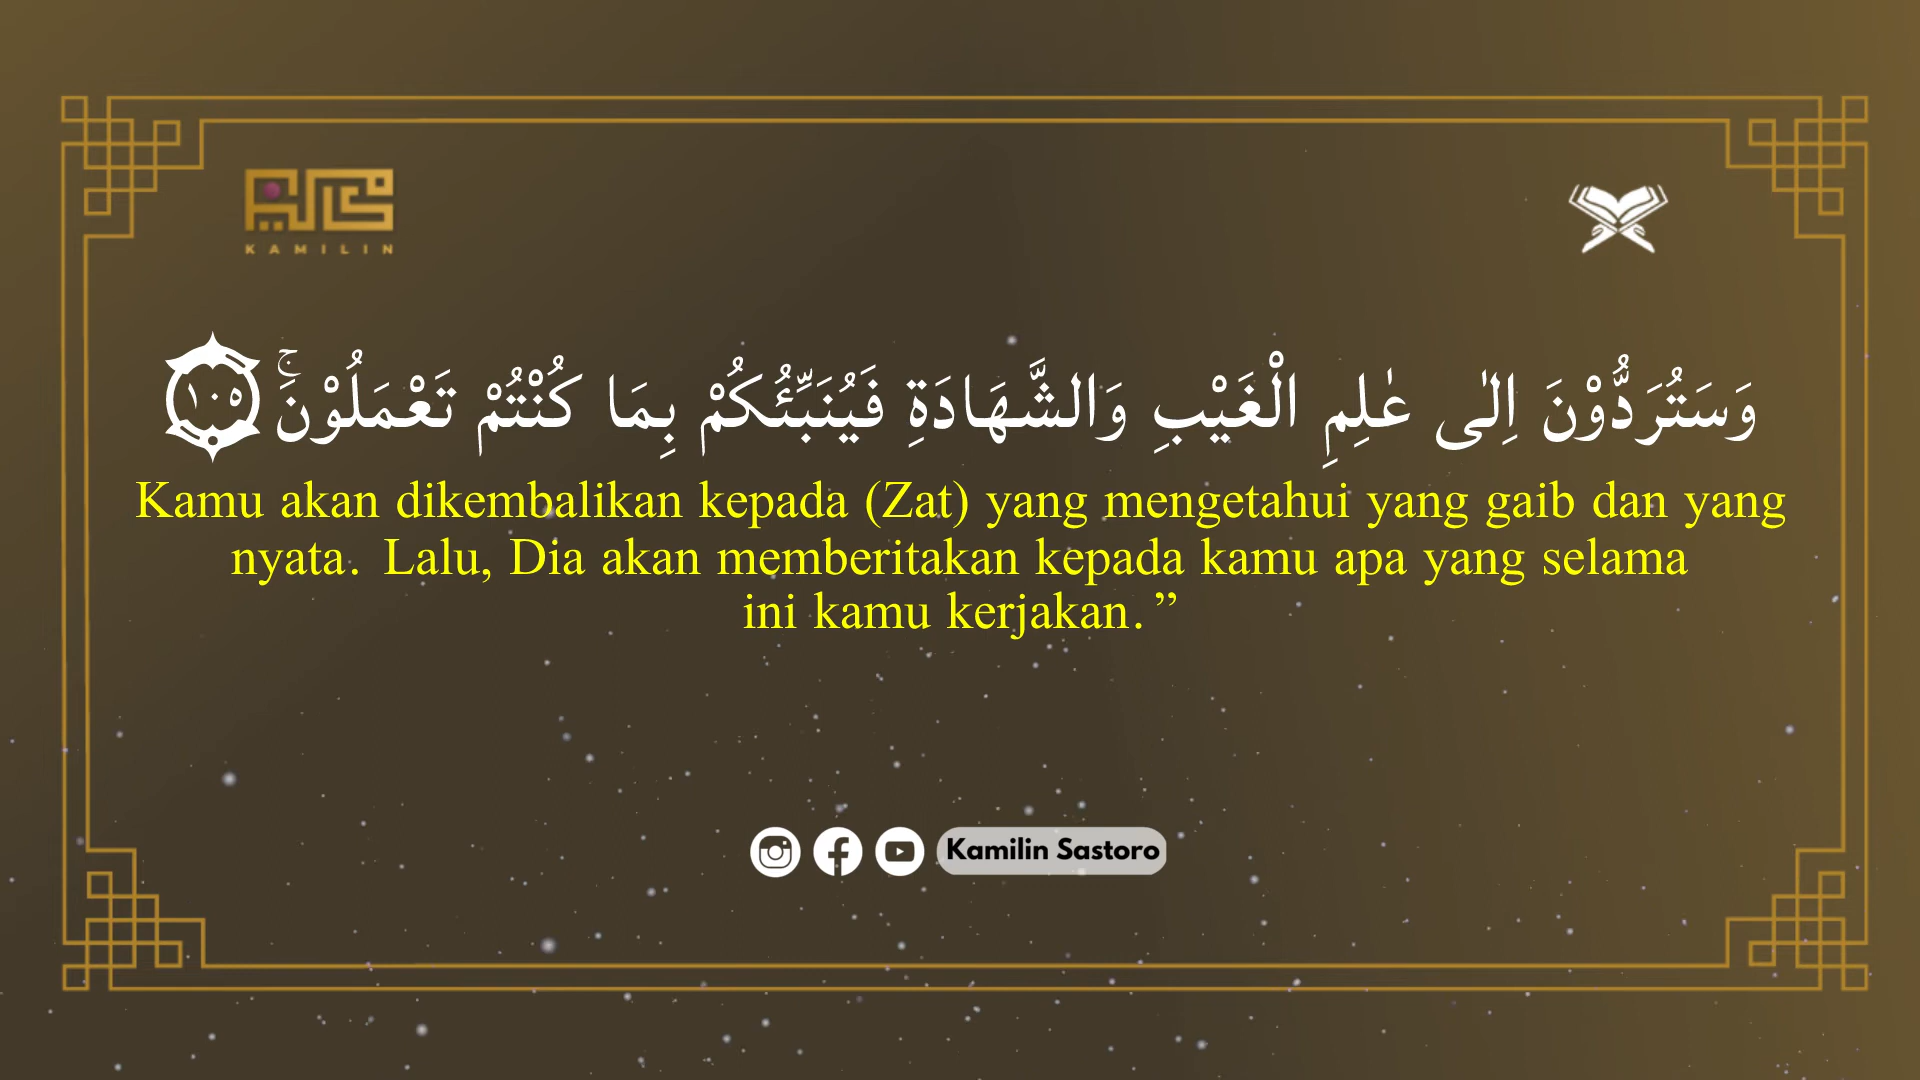 KAMILIN
وَسَتُرَدُّوْنَ اِلٰى عٰلِمِ الْغَيْبِ وَالشَّهَادَةِ فَيُنَبِّئُكُمْ بِمَا كُنْتُمْ تَعْمَلُوْنَۚ ١٠٥
Kamu akan dikembalikan kepada (Zat) yang mengetahui yang gaib dan yang
nyata. Lalu, Dia akan memberitakan kepada kamu apa yang selama
ini kamu kerjakan.”
Kamilin Sastoro